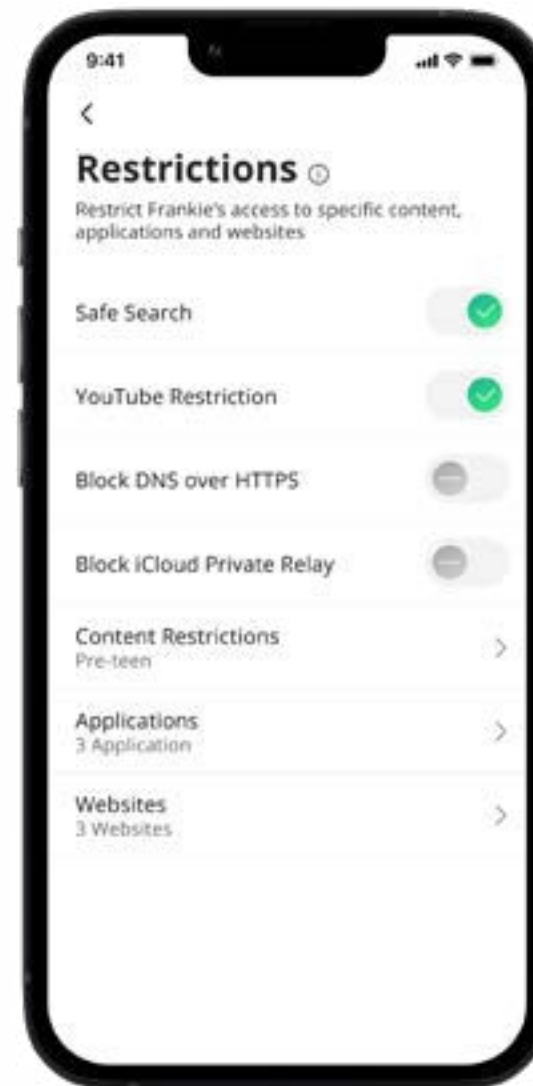 9:41
Restrictions
Restrict Frankie's access to specific content,
applications and websites
Safe Search
YouTube Restriction
Block DNS over HTTPS
Block iCloud Private Relay
Content Restrictions
Pre-teen
Applications
3 Application
Websites
3 Websites